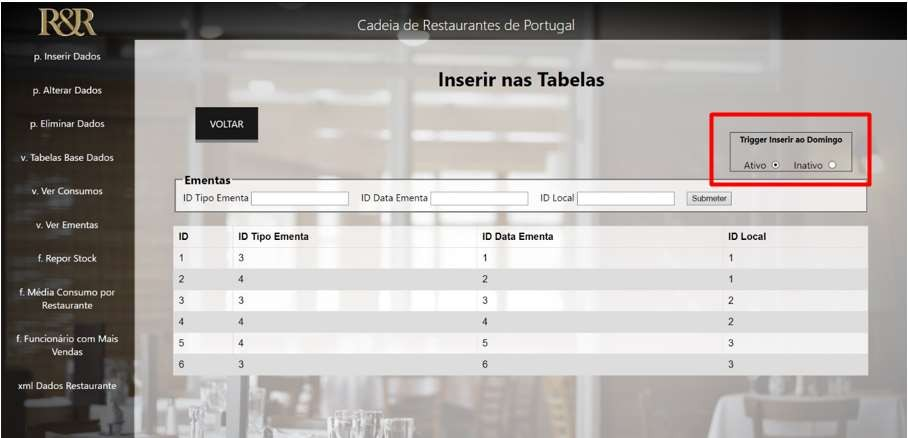 R&R
Cadeia de Restaurantes de Portugal
p. Inserir Dados
p. Alterar Dados
p. Eliminar Dados
v. Tabelas Base Dados
v. Ver Consumos
v. Ver Ementas
f. Repor Stock
f. Média Consumo por
Restaurante
f. Funcionário com Mais
Vendas
xml Dados Restaurante
Inserir nas Tabelas
VOLTAR
Trigger Inserir ao Domingo
Ativo Inativo
Ementas
ID Tipo Ementa ID Data Ementa ID Local Submeter
ID ID Tipo Ementa ID Data Ementa ID Local
1 3 1 1
2 4 2 1
3 3 3 2
4 4 4 2
5 4 5 3
6 3 6 3